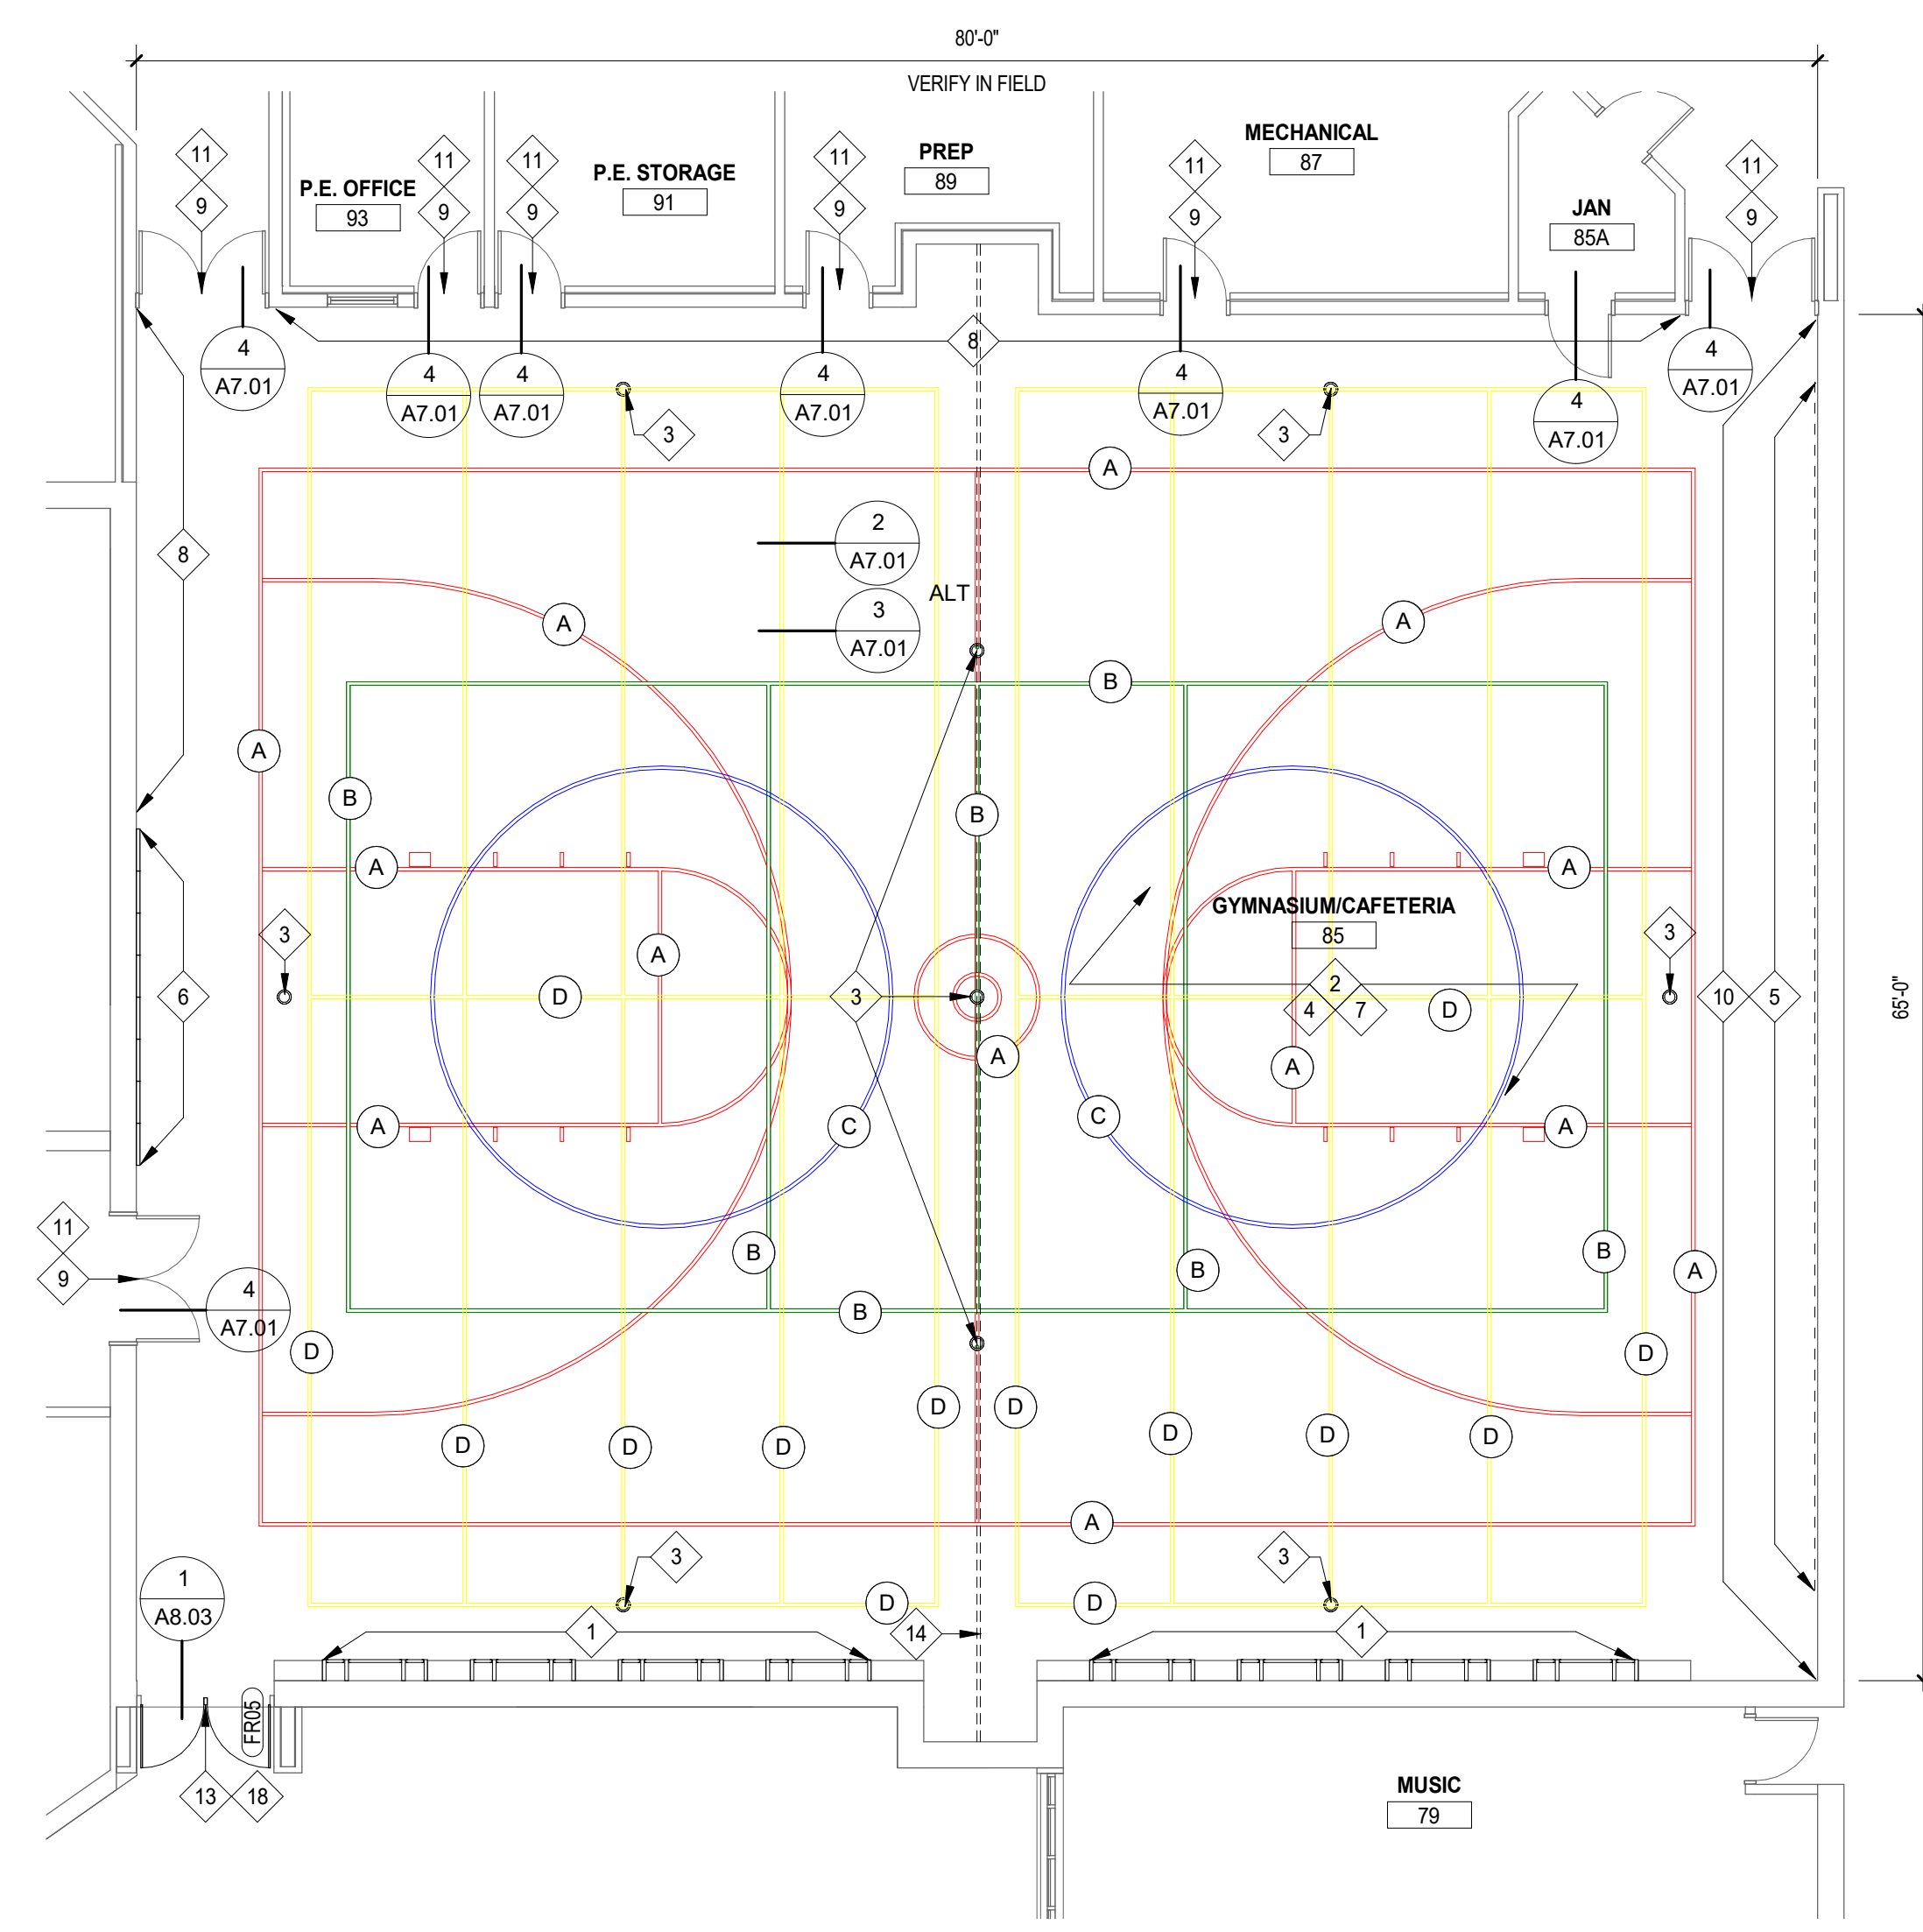 80'-0"
VERIFY IN FIELD
MECHANICAL
87
PREP
89
P.E. STORAGE
91
P.E. OFFICE
93
JAN
85A
11
9
11
9
11
9
11
9
11
9
11
9
8
4
A7.01
4
A7.01
4
A7.01
4
A7.01
4
A7.01
4
A7.01
4
A7.01
3
3
A
2
A7.01
ALT
3
A7.01
8
A
A
B
A
B
B
A
A
GYMNASIUM/CAFETERIA
85
3
3
A
6
D
3
2
4
7
D
10
5
65'-0"
A
A
A
C
C
A
11
9
B
B
B
B
A
4
A7.01
B
D
D
D
D
D
D
D
D
D
D
A
3
3
1
A8.03
D
D
14
1
1
FR05
13
18
MUSIC
79